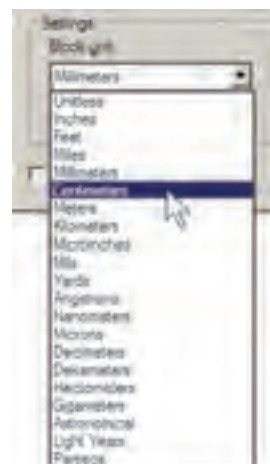 Settings
Block unit:
Millimeters
Unitless
Inches
Feet
Miles
Millimeters
Centimeters
Meters
Kilometers
Microinches
Mils
Yards
Angstroms
Nanometers
Microns
Decimeters
Dekameters
Hectometers
Gigameters
Astronomical
Light Years
Parsecs